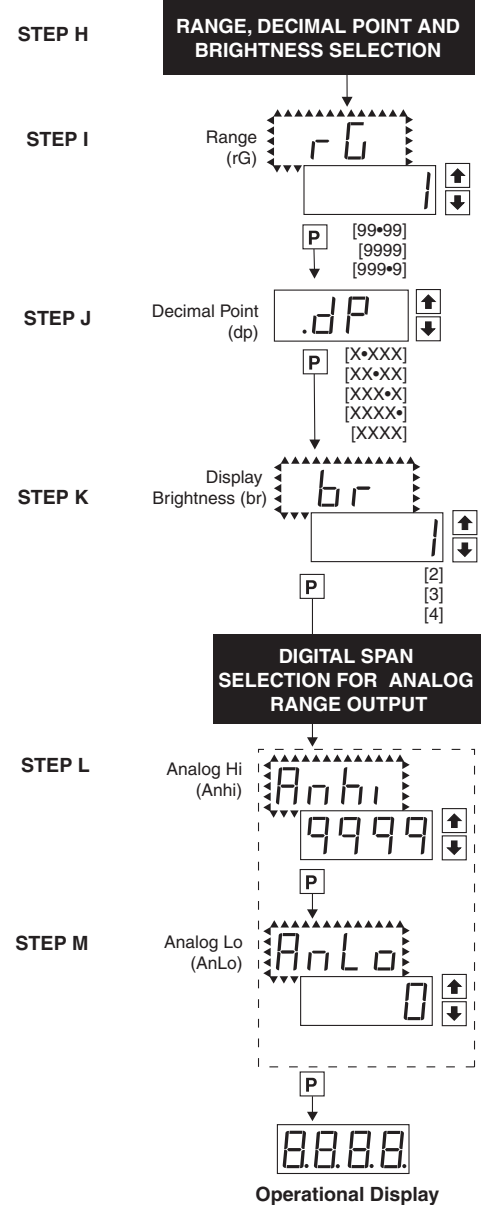 STEP H
RANGE, DECIMAL POINT AND
BRIGHTNESS SELECTION
STEP I
Range
(rG)
rG
1
P
[99•99]
[9999]
[999•9]
STEP J
Decimal Point
(dp)
.dP
P
[X•XXX]
[XX•XX]
[XXX•X]
[XXXX•]
[XXXX]
STEP K
Display
Brightness (br)
br
1
P
[2]
[3]
[4]
DIGITAL SPAN
SELECTION FOR ANALOG
RANGE OUTPUT
STEP L
Analog Hi
(Anhi)
Anhi
9999
P
STEP M
Analog Lo
(AnLo)
AnLo
0
P
8.8.8.8.
Operational Display